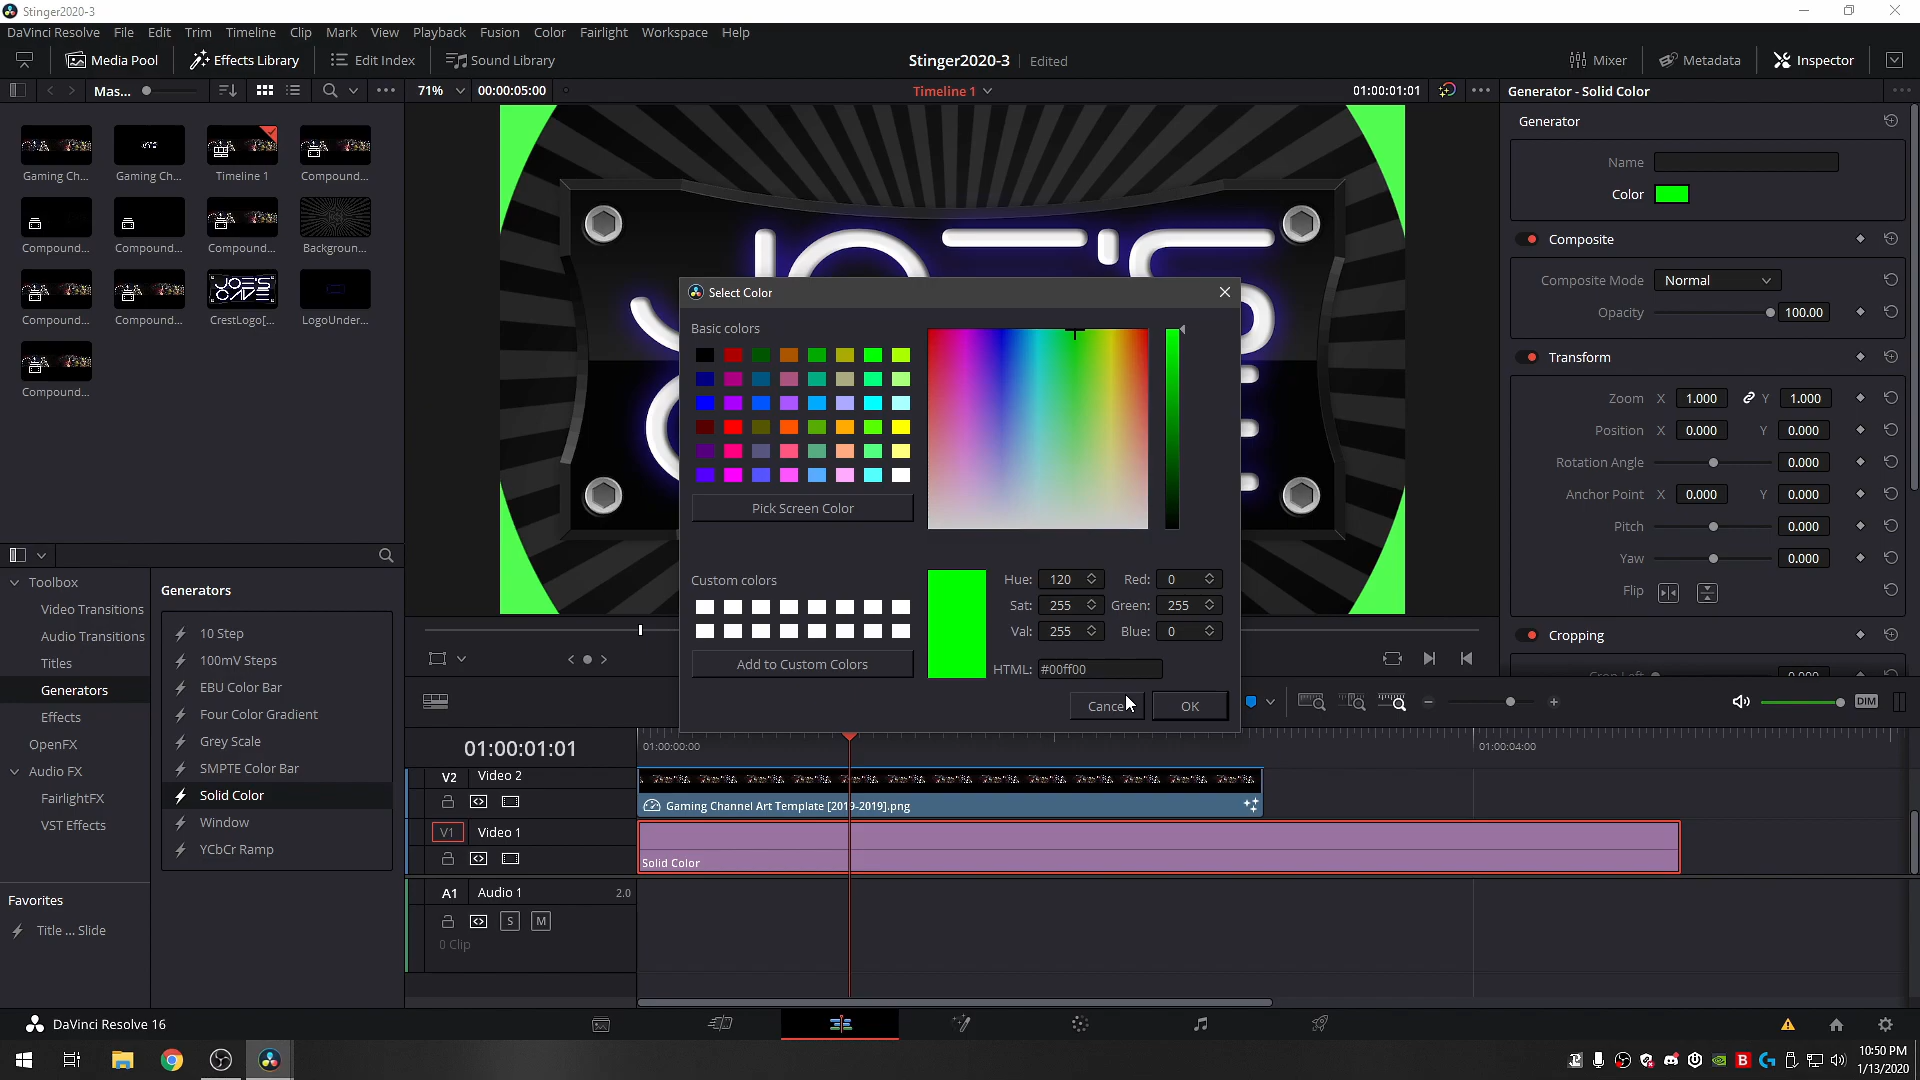 Stinger2020-3
DaVinci Resolve File Edit Trim Timeline Clip Mark View Playback Fusion Color Fairlight Workspace Help
Media Pool Effects Library Edit Index Sound Library Stinger2020-3 Edited Mixer Metadata Inspector
Mas... 71% 00:00:05:00 Timeline 1 01:00:01:01 Generator - Solid Color
Generator
Gaming Ch... Gaming Ch... Timeline 1 Compound...
Name
Color
Compound... Compound... Compound... Backgroun...
Composite
Composite Mode Normal
Opacity 100.00
JOE'S CAVE
Compound... Compound... CrestLogo[... LogoUnder...
Compound...
Transform
Zoom X 1.000 Y 1.000
Position X 0.000 Y 0.000
Rotation Angle 0.000
Anchor Point X 0.000 Y 0.000
Pitch 0.000
Yaw 0.000
Flip
Cropping
Select Color
Basic colors
Pick Screen Color
Custom colors
Add to Custom Colors
Hue: 120 Red: 0
Sat: 255 Green: 255
Val: 255 Blue: 0
HTML: #00ff00
Cance OK
Toolbox
Video Transitions
Audio Transitions
Titles
Generators
Effects
OpenFX
Audio FX
FairlightFX
VST Effects
Favorites
Title ... Slide
Generators
10 Step
100mV Steps
EBU Color Bar
Four Color Gradient
Grey Scale
SMPTE Color Bar
Solid Color
Window
YCbCr Ramp
DIM
01:00:01:01 01:00:00:00 01:00:04:00
V2 Video 2
Gaming Channel Art Template [2019-2019].png
V1 Video 1
Solid Color
A1 Audio 1 2.0
S M
0 Clip
DaVinci Resolve 16
10:50 PM
1/13/2020